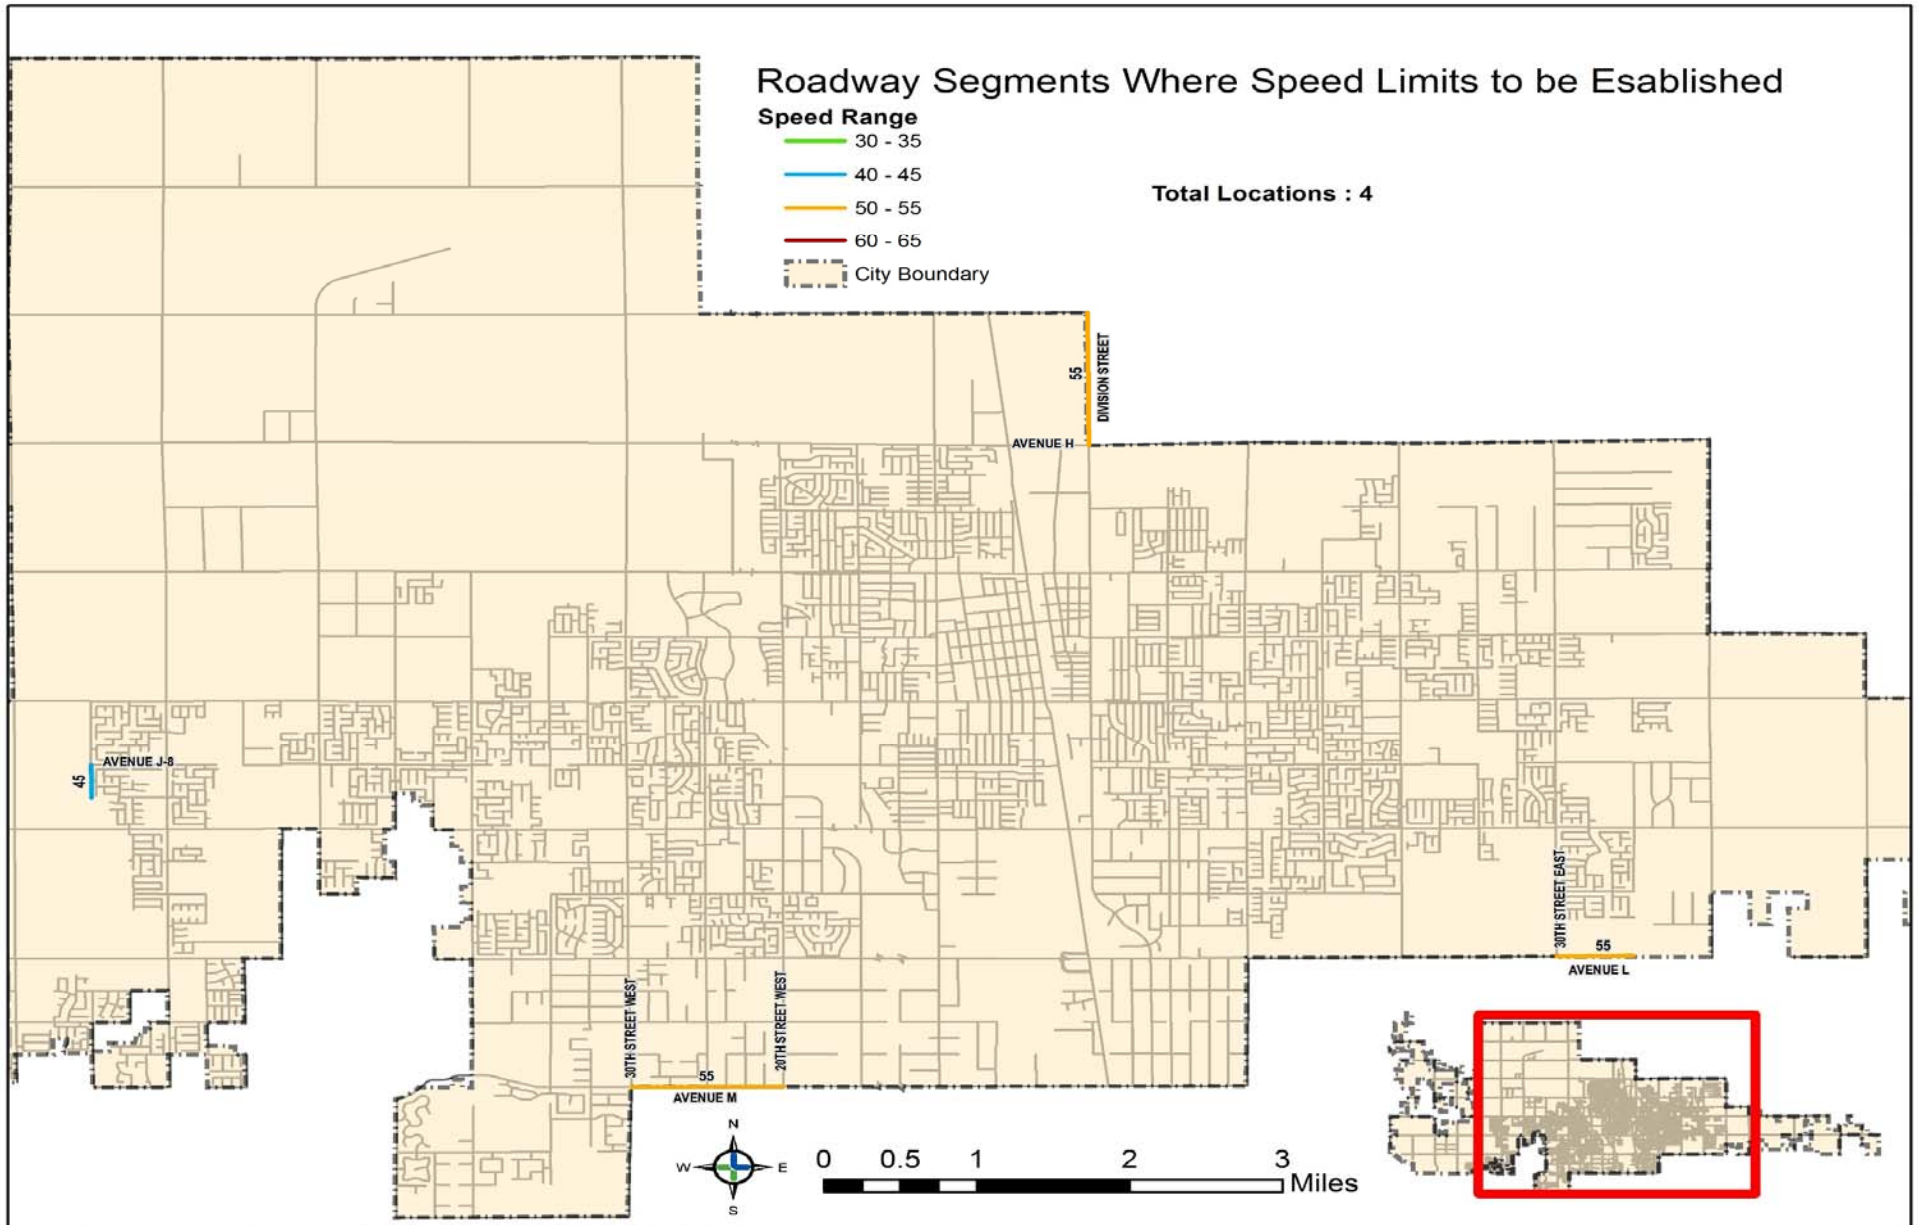 Roadway Segments Where Speed Limits to be Esablished
Speed Range
30 - 35
40 - 45
50 - 55
60 - 65
City Boundary
Total Locations : 4
55
DIVISION STREET
AVENUE H
45
AVENUE J-8
30TH STREET EAST
55
AVENUE L
30TH STREET WEST
20TH STREET WEST
55
AVENUE M
N
W E
S
0 0.5 1 2 3
Miles